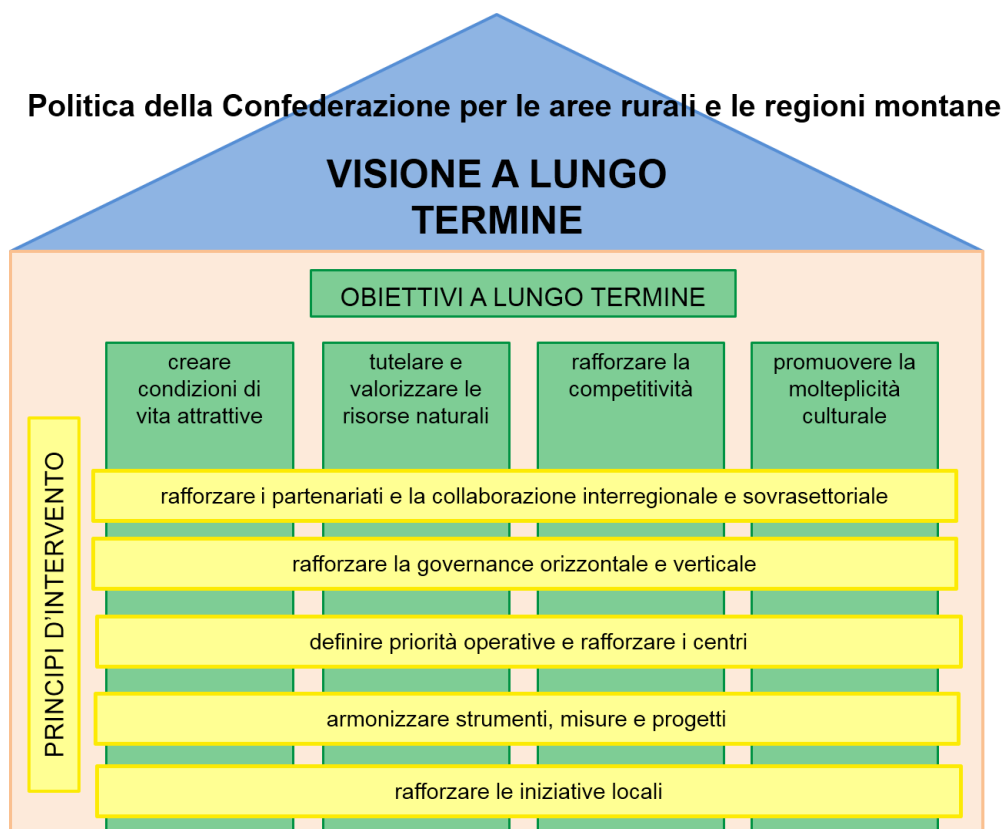 Politica della Confederazione per le aree rurali e le regioni montane
VISIONE A LUNGO
TERMINE
OBIETTIVI A LUNGO TERMINE
creare
condizioni di
vita attrattive
tutelare e
valorizzare le
risorse naturali
rafforzare la
competitività
promuovere la
molteplicità
culturale
PRINCIPI D'INTERVENTO
rafforzare i partenariati e la collaborazione interregionale e sovrasettoriale
rafforzare la governance orizzontale e verticale
definire priorità operative e rafforzare i centri
armonizzare strumenti, misure e progetti
rafforzare le iniziative locali